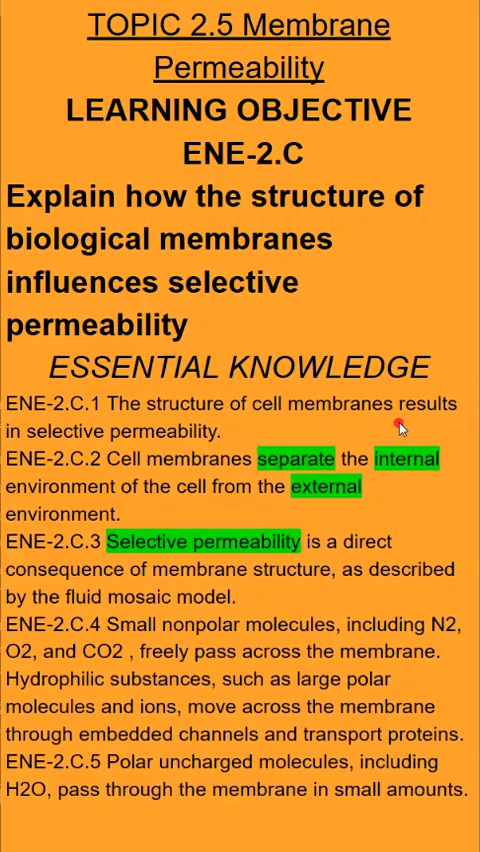 TOPIC 2.5 Membrane
Permeability
LEARNING OBJECTIVE
ENE-2.C
Explain how the structure of
biological membranes
influences selective
permeability
ESSENTIAL KNOWLEDGE
ENE-2.C.1 The structure of cell membranes results
in selective permeability.
ENE-2.C.2 Cell membranes separate the internal
environment of the cell from the external
environment.
ENE-2.C.3 Selective permeability is a direct
consequence of membrane structure, as described
by the fluid mosaic model.
ENE-2.C.4 Small nonpolar molecules, including N2,
O2, and CO2 , freely pass across the membrane.
Hydrophilic substances, such as large polar
molecules and ions, move across the membrane
through embedded channels and transport proteins.
ENE-2.C.5 Polar uncharged molecules, including
H2O, pass through the membrane in small amounts.